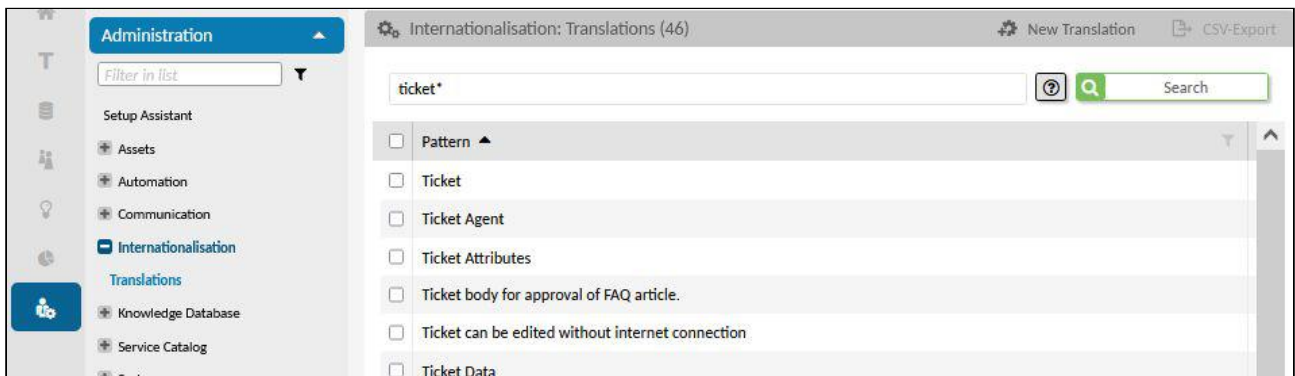 Administration
Filter in list
Setup Assistant
Assets
Automation
Communication
Internationalisation
Translations
Knowledge Database
Service Catalog
Internationalisation: Translations (46)
New Translation
CSV-Export
ticket*
Search
Pattern
Ticket
Ticket Agent
Ticket Attributes
Ticket body for approval of FAQ article.
Ticket can be edited without internet connection
Ticket Data